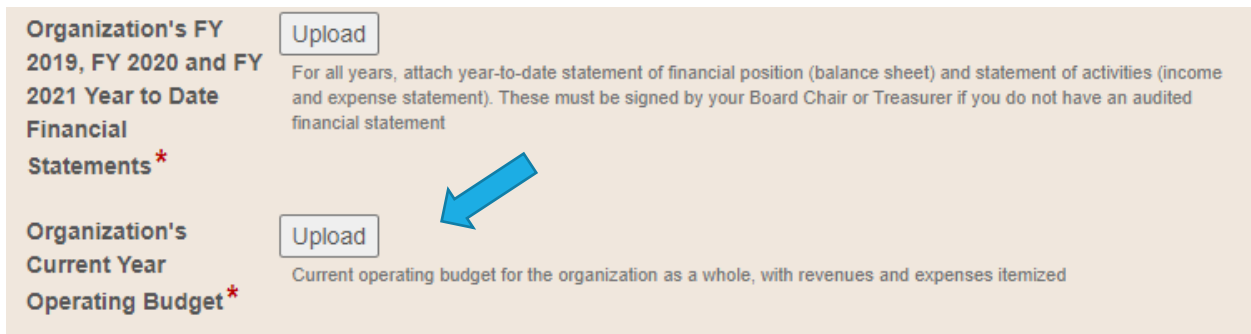 Organization's FY
2019, FY 2020 and FY
2021 Year to Date
Financial
Statements*
Upload
For all years, attach year-to-date statement of financial position (balance sheet) and statement of activities (income
and expense statement). These must be signed by your Board Chair or Treasurer if you do not have an audited
financial statement
Organization's
Current Year
Operating Budget*
Upload
Current operating budget for the organization as a whole, with revenues and expenses itemized